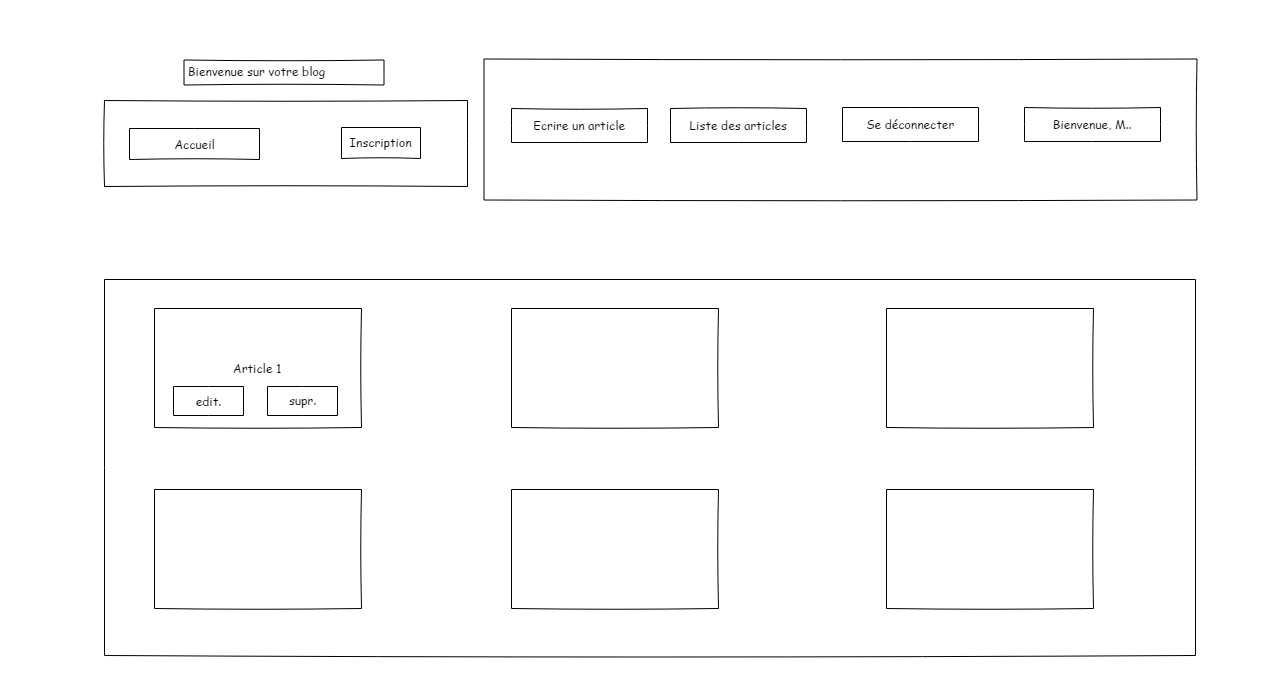 Bienvenue sur votre blog
Accueil
Inscription
Ecrire un article
Liste des articles
Se déconnecter
Bienvenue, M..
Article 1
edit.
supr.